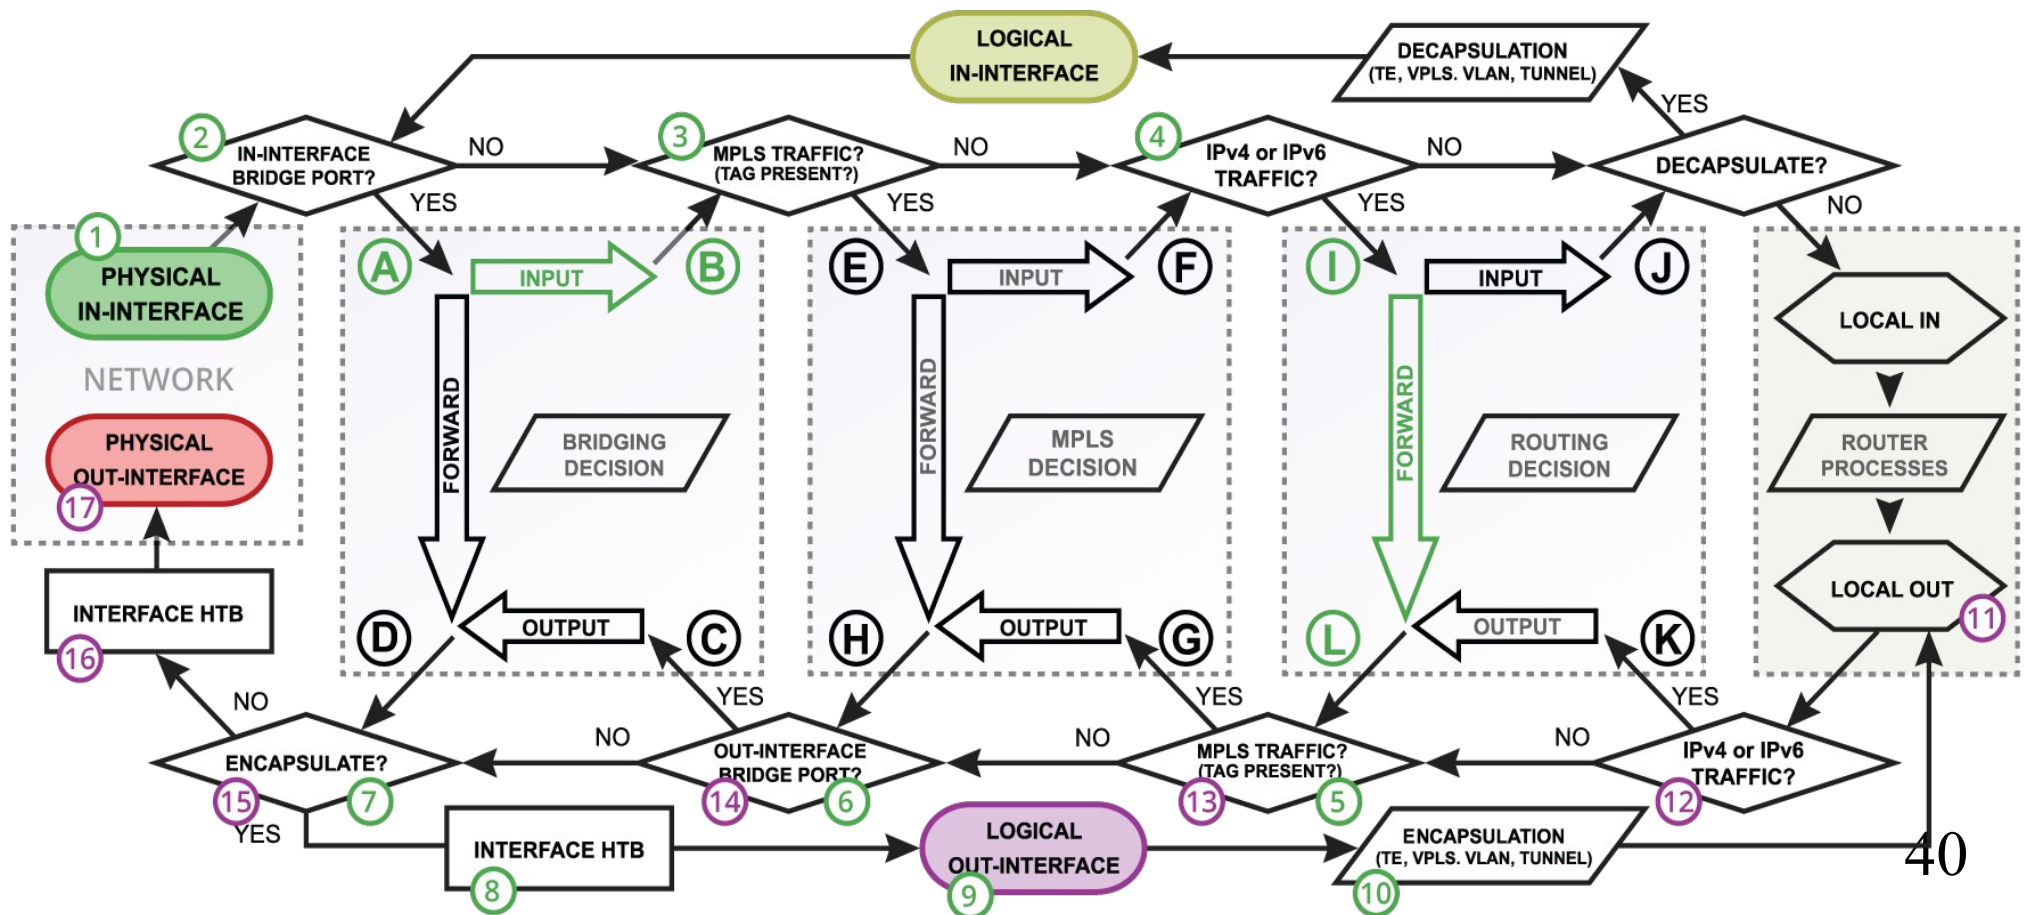 LOGICAL
IN-INTERFACE
DECAPSULATION
(TE, VPLS. VLAN, TUNNEL)
YES
2
IN-INTERFACE
BRIDGE PORT?
NO
3
MPLS TRAFFIC?
(TAG PRESENT?)
NO
4
IPv4 or IPv6
TRAFFIC?
NO
DECAPSULATE?
YES
YES
YES
NO
1
PHYSICAL
IN-INTERFACE
NETWORK
PHYSICAL
OUT-INTERFACE
17
A
INPUT
B
FORWARD
BRIDGING
DECISION
D
OUTPUT
C
E
INPUT
F
FORWARD
MPLS
DECISION
H
OUTPUT
G
I
INPUT
J
FORWARD
ROUTING
DECISION
L
OUTPUT
K
LOCAL IN
ROUTER
PROCESSES
LOCAL OUT
11
INTERFACE HTB
16
NO
YES
YES
YES
ENCAPSULATE?
15
7
YES
NO
OUT-INTERFACE
BRIDGE PORT?
14
6
NO
MPLS TRAFFIC?
(TAG PRESENT?)
13
5
NO
IPv4 or IPv6
TRAFFIC?
12
INTERFACE HTB
8
LOGICAL
OUT-INTERFACE
9
ENCAPSULATION
(TE, VPLS. VLAN, TUNNEL)
10
40